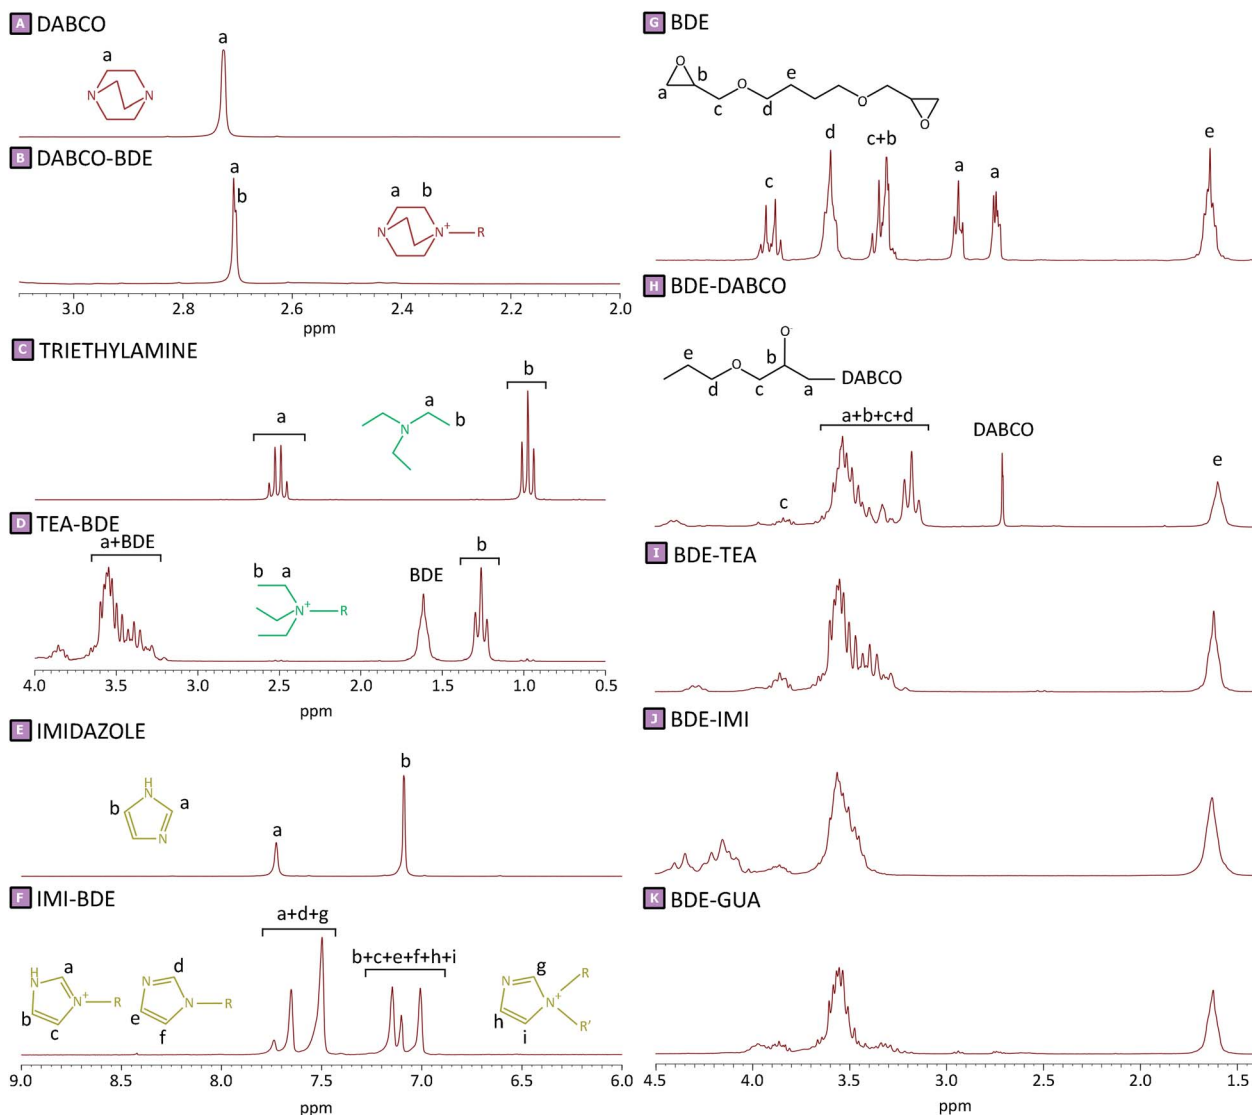 A DABCO
a
a
N
N
B DABCO-BDE
a
b
a
b
N
N+
R
3.0
2.8
2.6
2.4
2.2
2.0
ppm
C TRIETHYLAMINE
a
b
a
b
N
D TEA-BDE
a+BDE
b
a
N+
R
BDE
b
4.0
3.5
3.0
2.5
2.0
1.5
1.0
0.5
ppm
E IMIDAZOLE
H
N
b
a
N
a
b
F IMI-BDE
a+d+g
b+c+e+f+h+i
H
N
a
N+
R
b
c
N
d
N
R
e
f
N
g
R
N+
R'
h
i
9.0
8.5
8.0
7.5
7.0
6.5
6.0
ppm
G BDE
O
b
a
c
O
d
e
O
O
c
d
c+b
a
a
e
H BDE-DABCO
O-
e
O
b
d
c
a
DABCO
a+b+c+d
c
DABCO
e
I BDE-TEA
J BDE-IMI
K BDE-GUA
4.5
3.5
3.0
2.5
2.0
1.5
ppm